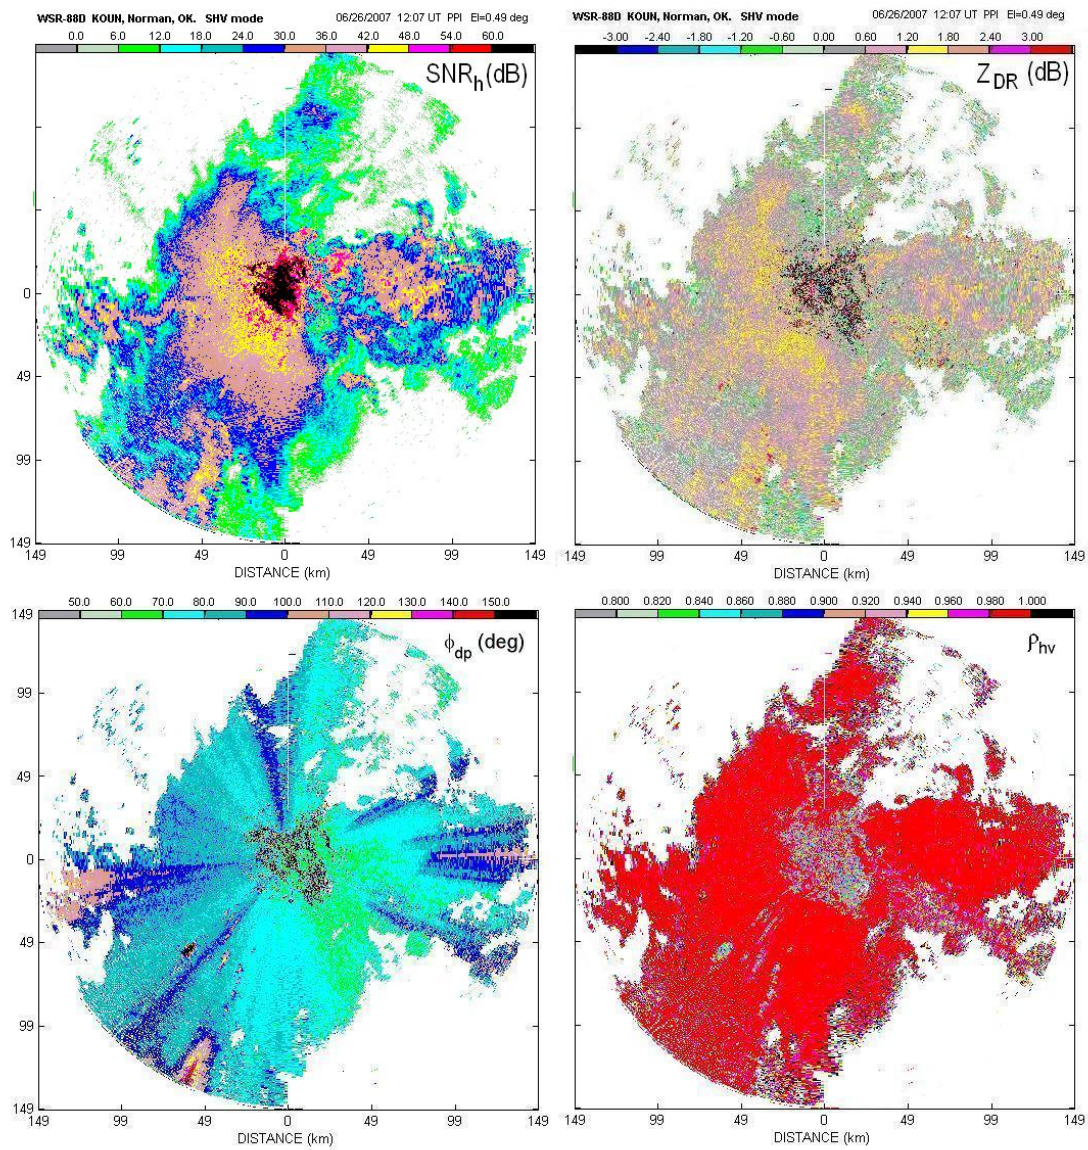 WSR-88D KOUN, Norman, OK. SHV mode 06/26/2007 12:07 UT PPI El=0.49 deg
0.0 6.0 12.0 18.0 24.0 30.0 36.0 42.0 48.0 54.0 60.0
SNRh(dB)
0
49
99
149
149 99 49 0 49 99 149
DISTANCE (km)
WSR-88D KOUN, Norman, OK. SHV mode 06/26/2007 12:07 UT PPI El=0.49 deg
-3.00 -2.40 -1.80 -1.20 -0.60 0.00 0.60 1.20 1.80 2.40 3.00
ZDR (dB)
149 99 49 0 49 99 149
DISTANCE (km)
50.0 60.0 70.0 80.0 90.0 100.0 110.0 120.0 130.0 140.0 150.0
ϕdp (deg)
149
99
49
0
49
99
149
149 99 49 0 49 99 149
DISTANCE (km)
0.800 0.820 0.840 0.860 0.880 0.900 0.920 0.940 0.960 0.980 1.000
ρhv
149 99 49 0 49 99 149
DISTANCE (km)